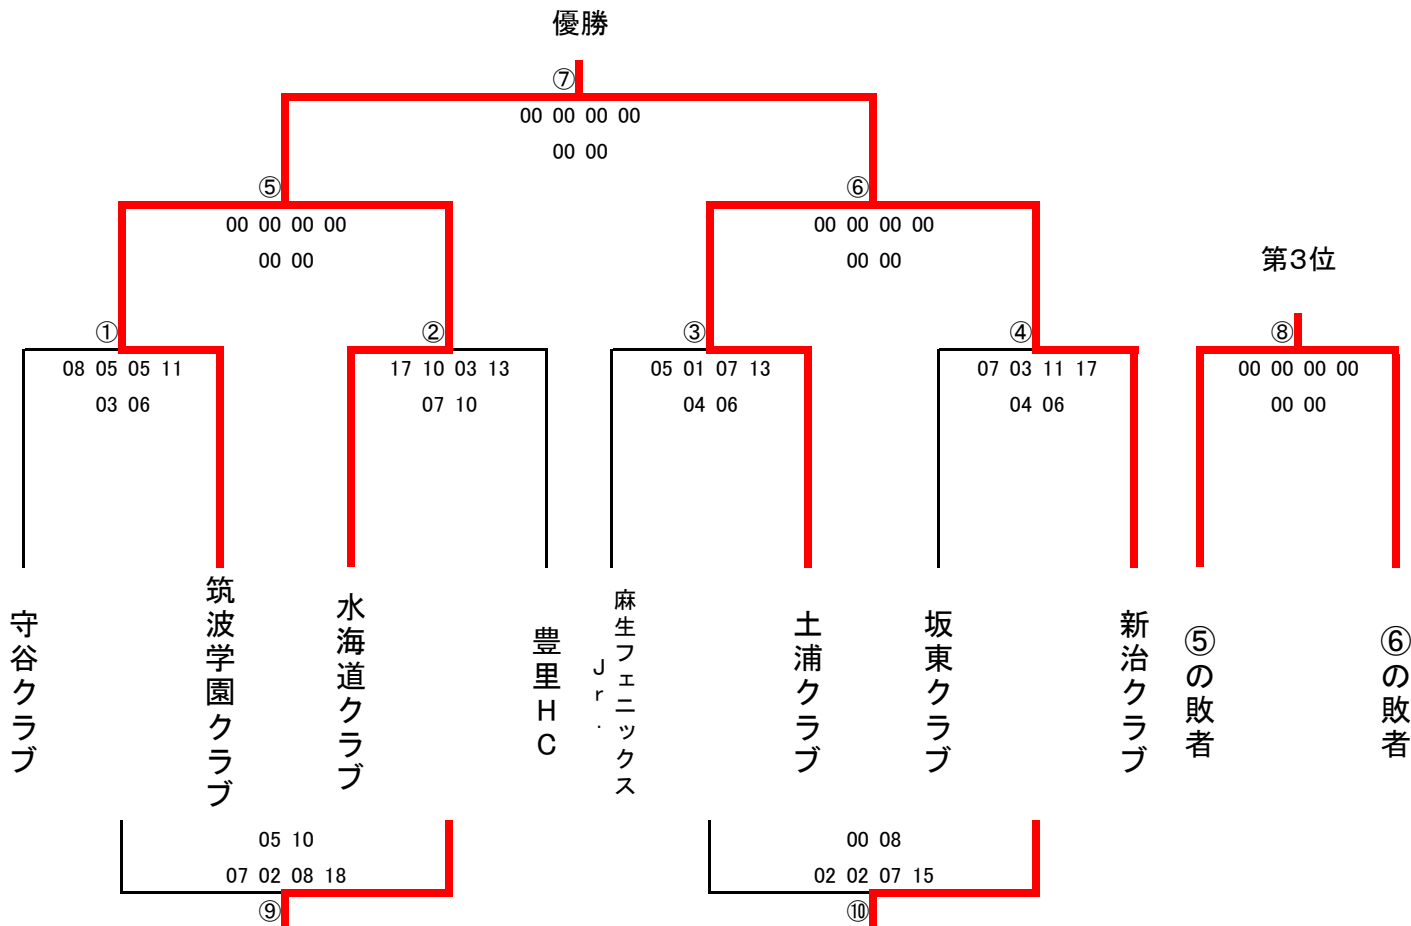 優勝
⑦
00 00 00 00
00 00
⑤
00 00 00 00
00 00
⑥
00 00 00 00
00 00
第3位
①
08 05 05 11
03 06
②
17 10 03 13
07 10
③
05 01 07 13
04 06
④
07 03 11 17
04 06
⑧
00 00 00 00
00 00
守谷クラブ
筑波学園クラブ
水海道クラブ
豊里HC
麻生フェニックス
Jr.
土浦クラブ
坂東クラブ
新治クラブ
⑤の敗者
⑥の敗者
05 10
07 02 08 18
⑨
00 08
02 02 07 15
⑩